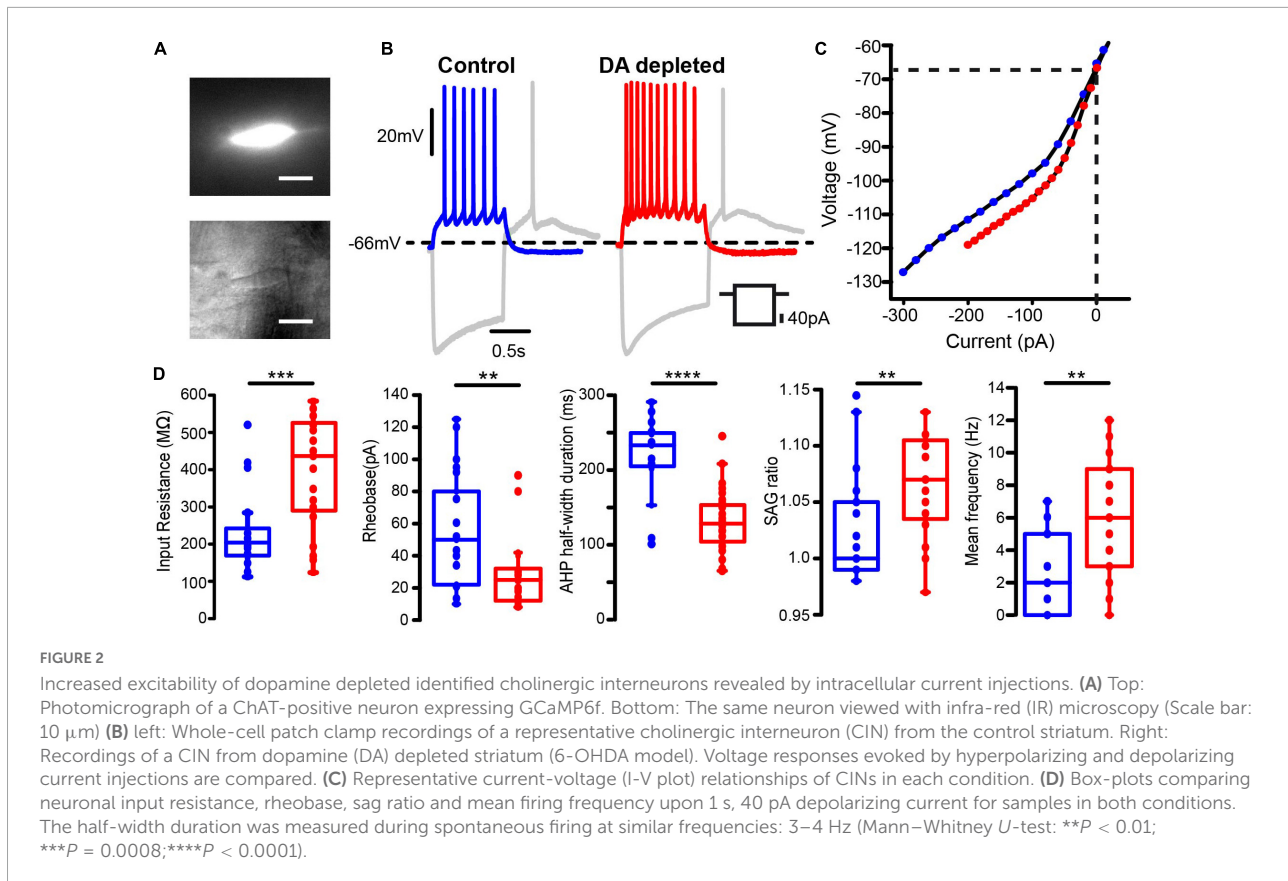 A
B
Control
DA depleted
20mV
-66mV
0.5s
40pA
C
-60
-70
-80
-90
-100
-110
-120
-130
Voltage (mV)
-300
-200
-100
0
Current (pA)
D
***
Input Resistance (MΩ)
600
500
400
300
200
100
0
**
Rheobase(pA)
140
120
100
80
60
40
20
0
****
AHP half-width duration (ms)
300
200
100
0
**
SAG ratio
1.15
1.10
1.05
1.0
0.95
**
Mean frequency (Hz)
14
12
10
8
6
4
2
0
FIGURE 2
Increased excitability of dopamine depleted identified cholinergic interneurons revealed by intracellular current injections. (A) Top:
Photomicrograph of a ChAT-positive neuron expressing GCaMP6f. Bottom: The same neuron viewed with infra-red (IR) microscopy (Scale bar:
10 μm) (B) left: Whole-cell patch clamp recordings of a representative cholinergic interneuron (CIN) from the control striatum. Right:
Recordings of a CIN from dopamine (DA) depleted striatum (6-OHDA model). Voltage responses evoked by hyperpolarizing and depolarizing
current injections are compared. (C) Representative current-voltage (I-V plot) relationships of CINs in each condition. (D) Box-plots comparing
neuronal input resistance, rheobase, sag ratio and mean firing frequency upon 1 s, 40 pA depolarizing current for samples in both conditions.
The half-width duration was measured during spontaneous firing at similar frequencies: 3–4 Hz (Mann–Whitney U-test: **P < 0.01;
***P = 0.0008;****P < 0.0001).